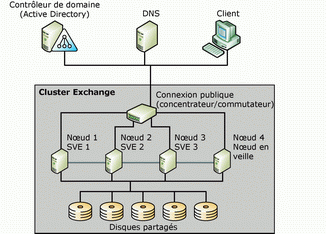 Contrôleur de domaine
(Active Directory)
DNS
Client
Cluster Exchange
Connexion publique
(concentrateur/commutateur)
Nœud 1
SVE 1
Nœud 2
SVE 2
Nœud 3
SVE 3
Nœud 4
Nœud en
veille
Disques partagés